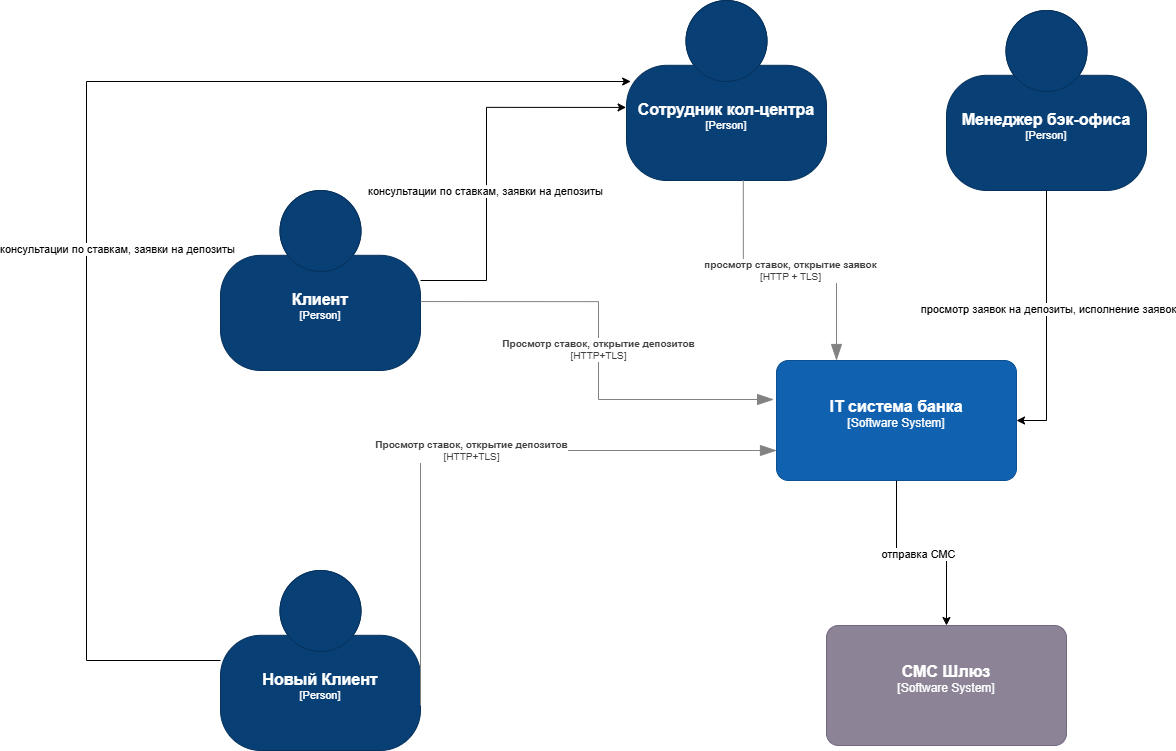 Сотрудник кол-центра
[Person]
Менеджер бэк-офиса
[Person]
консультации по ставкам, заявки на депозиты
консультации по ставкам, заявки на депозиты
просмотр ставок, открытие заявок
[HTTP + TLS]
Клиент
[Person]
просмотр заявок на депозиты, исполнение заявок
Просмотр ставок, открытие депозитов
[HTTP+TLS]
IT система банка
[Software System]
Просмотр ставок, открытие депозитов
[HTTP+TLS]
отправка СМС
Новый Клиент
[Person]
СМС Шлюз
[Software System]